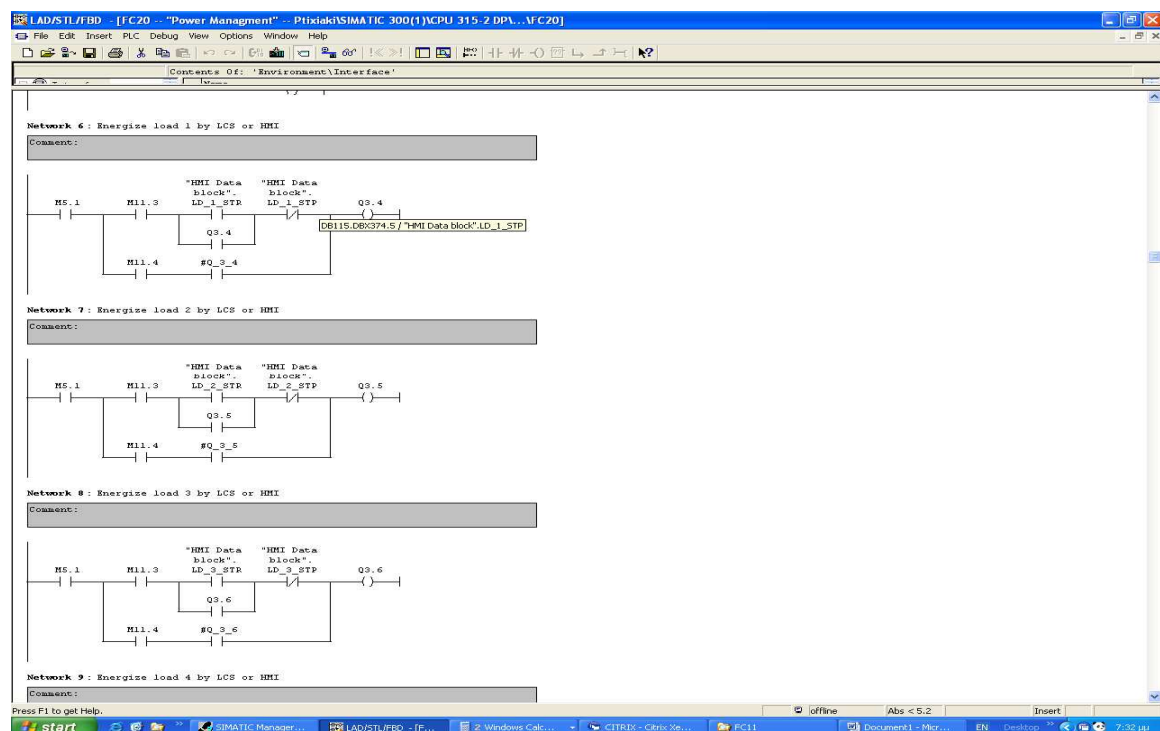 LAD/STL/FBD - [FC20 -- "Power Managment" -- Ptixiaki\SIMATIC 300(1)\CPU 315-2 DP\...\FC20]
File Edit Insert PLC Debug View Options Window Help
Contents Of: 'Environment\Interface'
Network 6 : Energize load 1 by LCS or HMI
Comment:
"HMI Data "HMI Data
block". block".
M5.1 M11.3 LD_1_STR LD_1_STP Q3.4
DB115.DBX374.5 / "HMI Data block".LD_1_STP
Q3.4
M11.4 #Q_3_4
Network 7 : Energize load 2 by LCS or HMI
Comment:
"HMI Data "HMI Data
block". block".
M5.1 M11.3 LD_2_STR LD_2_STP Q3.5
Q3.5
M11.4 #Q_3_5
Network 8 : Energize load 3 by LCS or HMI
Comment:
"HMI Data "HMI Data
block". block".
M5.1 M11.3 LD_3_STR LD_3_STP Q3.6
Q3.6
M11.4 #Q_3_6
Network 9 : Energize load 4 by LCS or HMI
Comment:
Press F1 to get Help. offline Abs < 5.2 Insert
start SIMATIC Manager... LAD/STL/FBD - [F... 2 Windows Calc... CITRIX - Citrix Xe... FC11 Document1 - Micr... EN Desktop 7:32 μμ